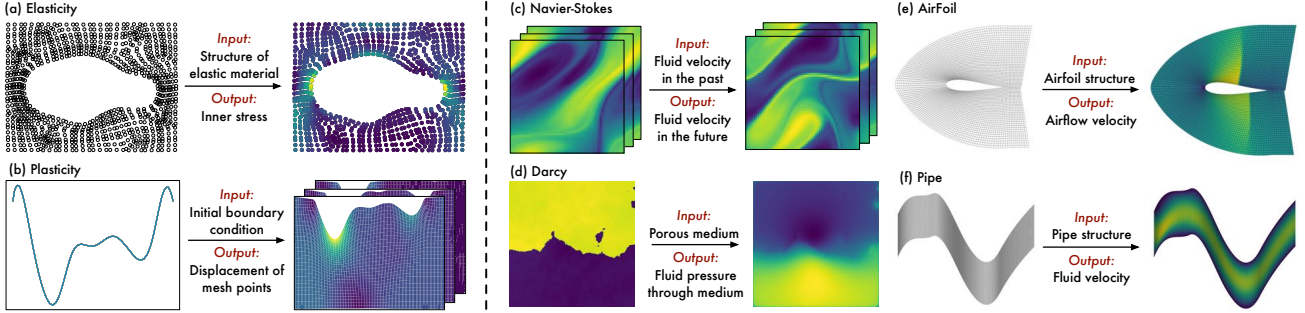 (a) Elasticity
Input:
Structure of
elastic material
Output:
Inner stress
(b) Plasticity
Input:
Initial boundary
condition
Output:
Displacement of
mesh points
(c) Navier-Stokes
Input:
Fluid velocity
in the past
Output:
Fluid velocity
in the future
(d) Darcy
Input:
Porous medium
Output:
Fluid pressure
through medium
(e) AirFoil
Input:
Airfoil structure
Output:
Airflow velocity
(f) Pipe
Input:
Pipe structure
Output:
Fluid velocity